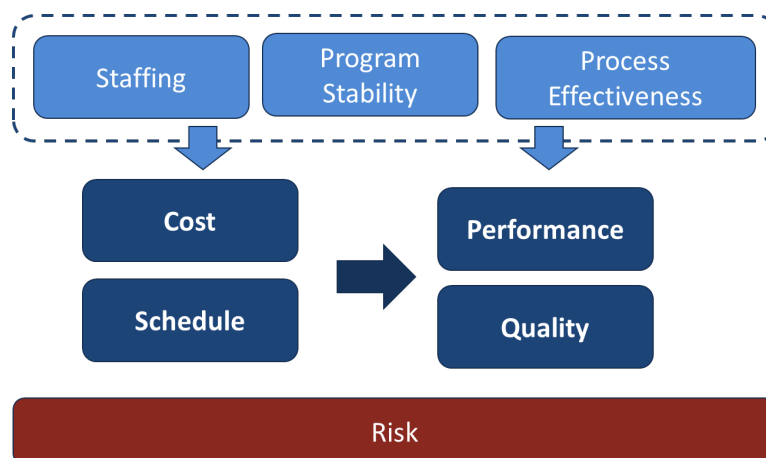 Staffing
Program
Stability
Process
Effectiveness
Cost
Performance
Schedule
Quality
Risk